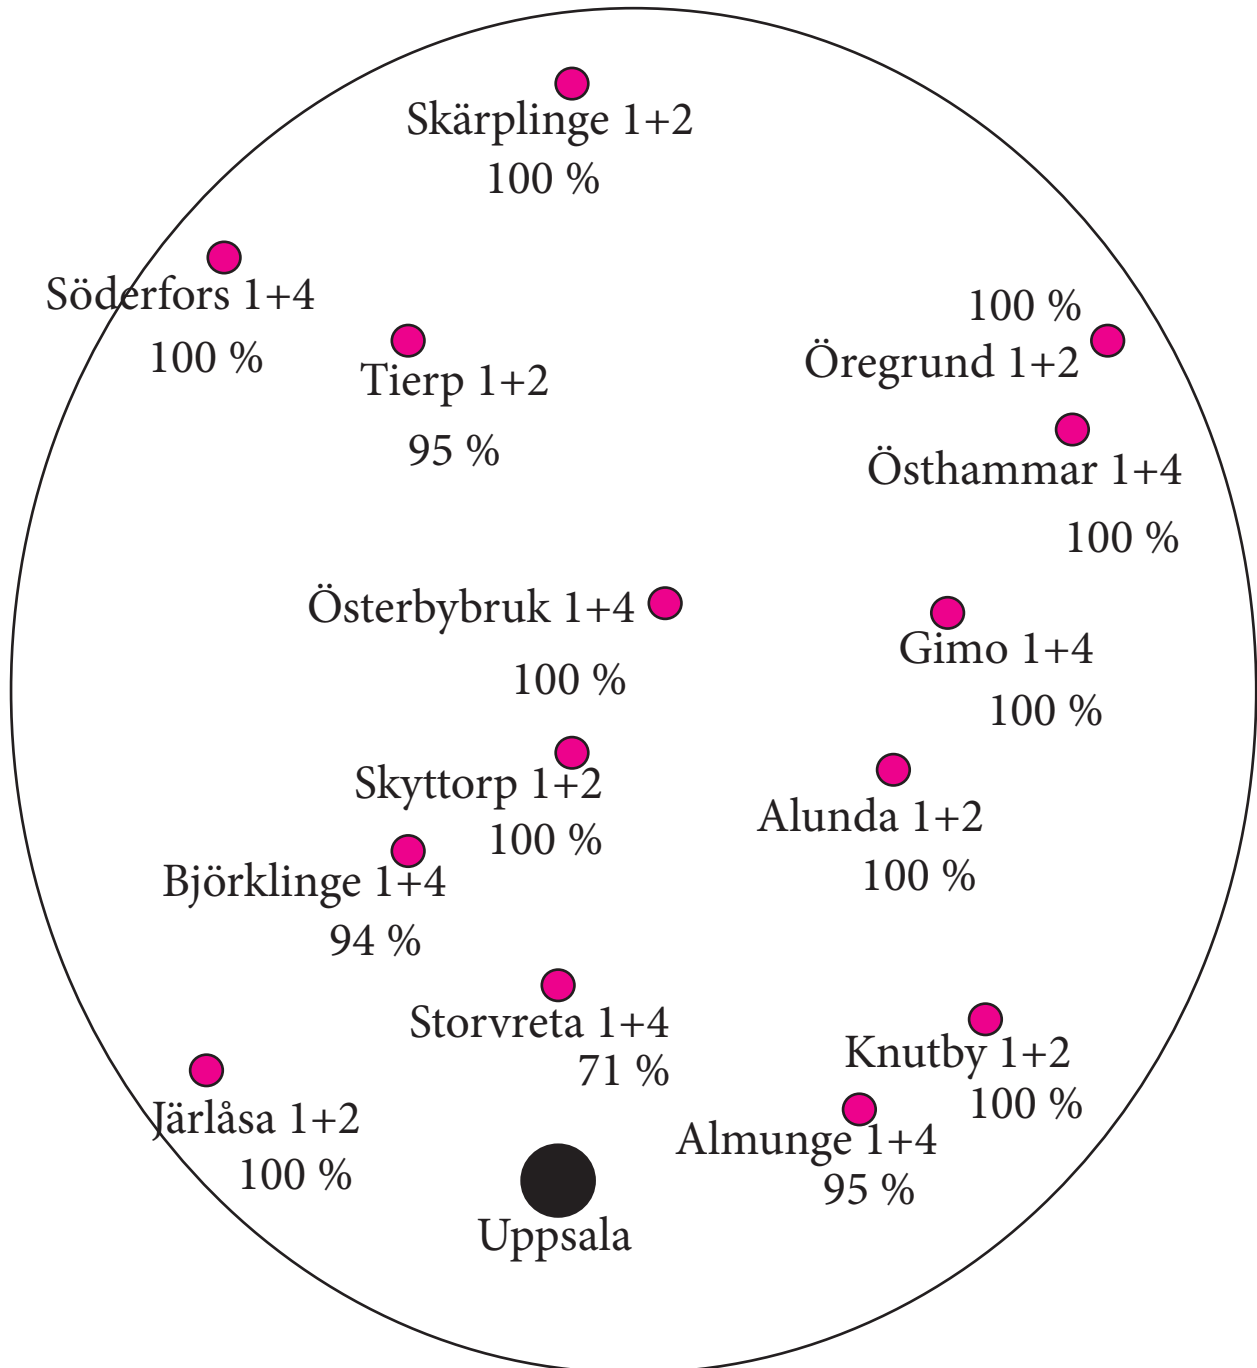 Skärplinge 1+2
100 %
Söderfors 1+4
100 %
Tierp 1+2
95 %
100 %
Öregrund 1+2
Östhammar 1+4
100 %
Österbybruk 1+4
100 %
Gimo 1+4
100 %
Skyttorp 1+2
100 %
Alunda 1+2
100 %
Björklinge 1+4
94 %
Storvreta 1+4
71 %
Knutby 1+2
100 %
Järlåsa 1+2
100 %
Almunge 1+4
95 %
Uppsala